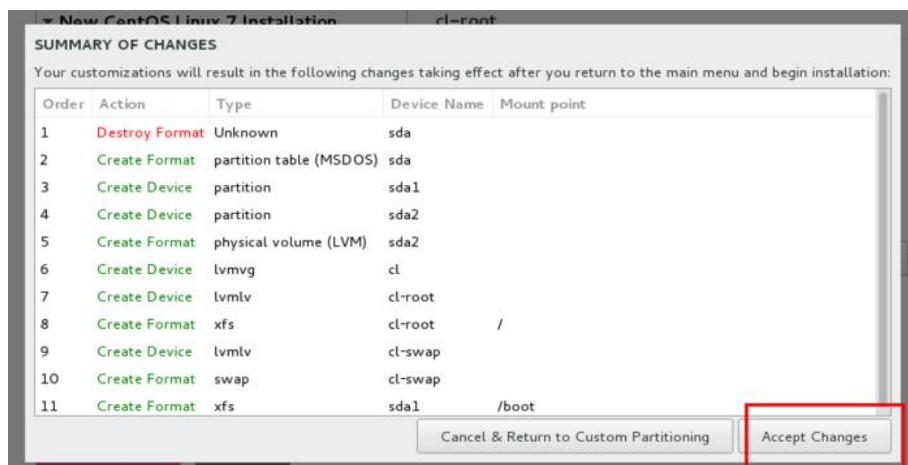 New CentOS Linux 7 Installation cl-root
SUMMARY OF CHANGES
Your customizations will result in the following changes taking effect after you return to the main menu and begin installation:
Order Action Type Device Name Mount point
1 Destroy Format Unknown sda
2 Create Format partition table (MSDOS) sda
3 Create Device partition sda1
4 Create Device partition sda2
5 Create Format physical volume (LVM) sda2
6 Create Device lvmvg cl
7 Create Device lvmlv cl-root
8 Create Format xfs cl-root /
9 Create Device lvmlv cl-swap
10 Create Format swap cl-swap
11 Create Format xfs sda1 /boot
Cancel & Return to Custom Partitioning Accept Changes